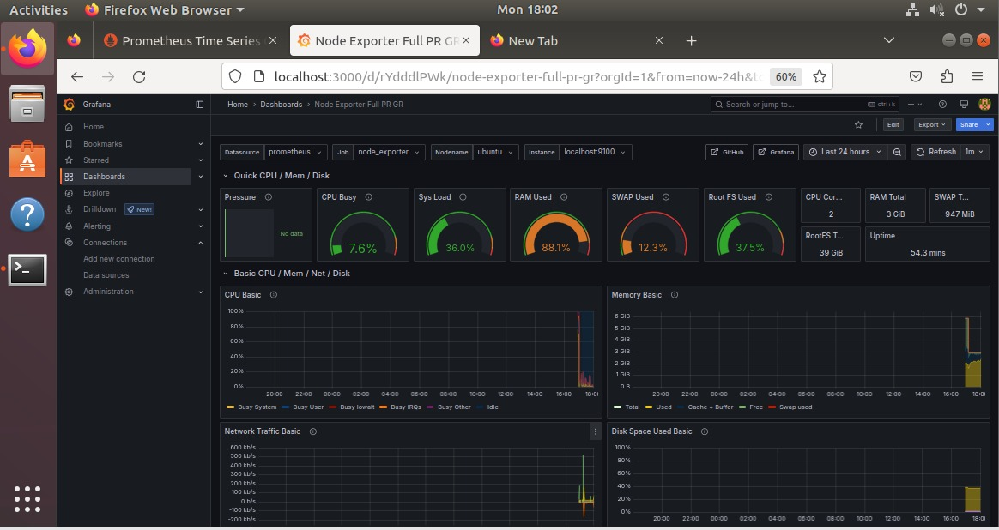 Activities Firefox Web Browser Mon 18:02
Prometheus Time Series Node Exporter Full PR GR New Tab
localhost:3000/d/rYdddlPWk/node-exporter-full-pr-gr?orgId=1&from=now-24h&to 60%
Grafana Home Dashboards Node Exporter Full PR GR Search or jump to... ctrl+k
Home
Bookmarks
Starred
Dashboards
Explore
Drilldown New!
Alerting
Connections
Add new connection
Data sources
Administration
Edit Export Share
Datasource prometheus Job node_exporter Nodename ubuntu Instance localhost:9100 GitHub Grafana Last 24 hours Refresh 1m
Quick CPU / Mem / Disk
Pressure CPU Busy Sys Load RAM Used SWAP Used Root FS Used CPU Cor... RAM Total SWAP T...
2 3 GiB 947 MiB
No data 7.6% 36.0% 88.1% 12.3% 37.5%
RootFS T... Uptime
39 GiB 54.3 mins
Basic CPU / Mem / Net / Disk
CPU Basic
100%
80%
60%
40%
20%
0%
20:00 22:00 00:00 02:00 04:00 06:00 08:00 10:00 12:00 14:00 16:00 18:0
Busy System Busy User Busy Iowait Busy IRQs Busy Other Idle
Memory Basic
6 GiB
5 GiB
4 GiB
3 GiB
2 GiB
1 GiB
0 B
20:00 22:00 00:00 02:00 04:00 06:00 08:00 10:00 12:00 14:00 16:00 18:0
Total Used Cache + Buffer Free Swap used
Network Traffic Basic
600 kb/s
500 kb/s
400 kb/s
300 kb/s
200 kb/s
100 kb/s
0 b/s
-100 kb/s
-200 kb/s
Disk Space Used Basic
100%
80%
60%
40%
20%
0%
20:00 22:00 00:00 02:00 04:00 06:00 08:00 10:00 12:00 14:00 16:00 18:0